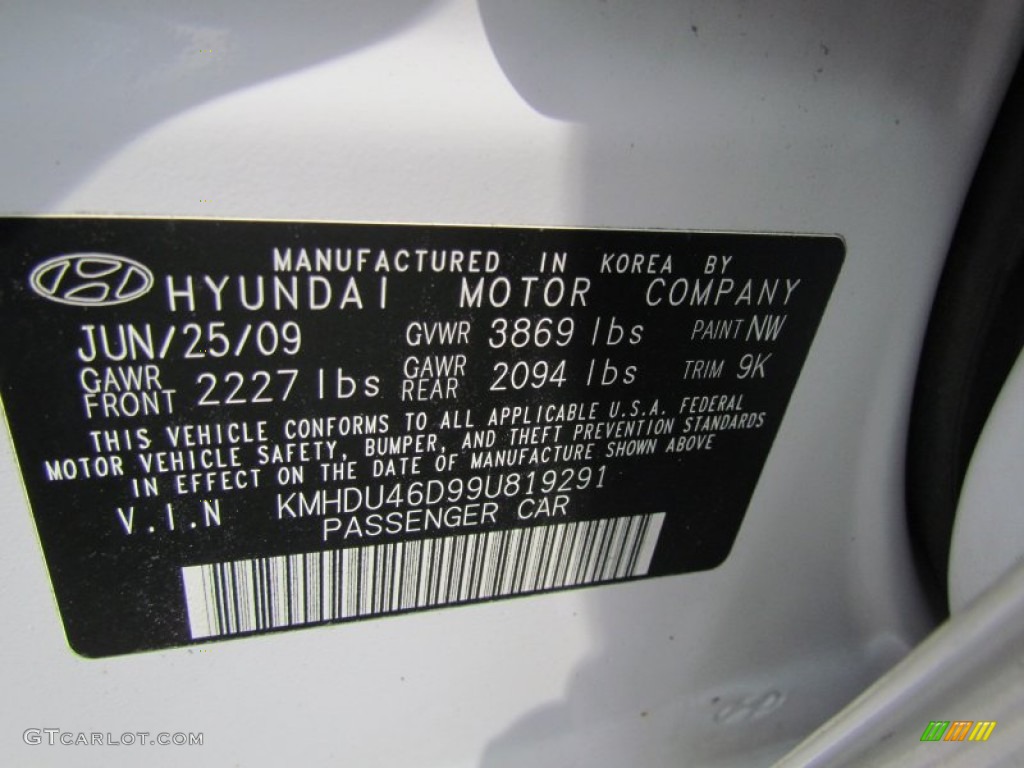 MANUFACTURED IN KOREA BY
HYUNDAI MOTOR COMPANY
JUN/25/09 GVWR 3869 lbs PAINT NW
GAWR FRONT 2227 lbs GAWR REAR 2094 lbs TRIM 9K
THIS VEHICLE CONFORMS TO ALL APPLICABLE U.S.A. FEDERAL
MOTOR VEHICLE SAFETY, BUMPER, AND THEFT PREVENTION STANDARDS
IN EFFECT ON THE DATE OF MANUFACTURE SHOWN ABOVE
V.I.N KMHDU46D99U819291
PASSENGER CAR
GTCARLOT.COM